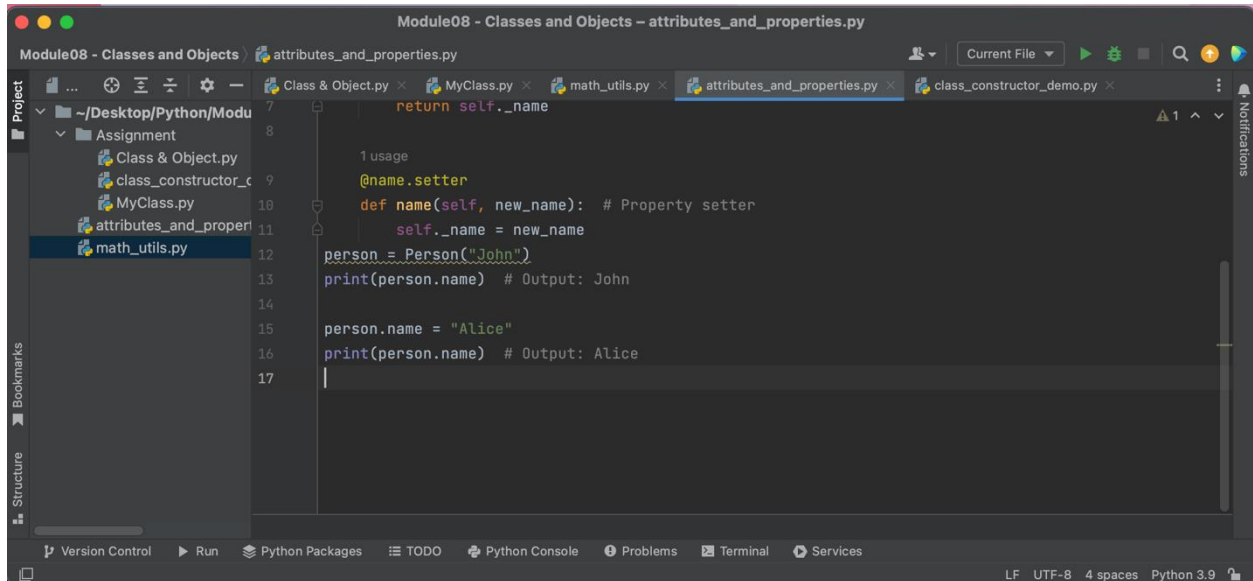 Module08 - Classes and Objects – attributes_and_properties.py
Module08 - Classes and Objects attributes_and_properties.py
Current File
Project
...
Class & Object.py
MyClass.py
math_utils.py
attributes_and_properties.py
class_constructor_demo.py
Notifications
~/Desktop/Python/Modu
Assignment
Class & Object.py
class_constructor_c
MyClass.py
attributes_and_propert
math_utils.py
1
7 return self._name
8
1 usage
9 @name.setter
10 def name(self, new_name): # Property setter
11 self._name = new_name
12 person = Person("John")
13 print(person.name) # Output: John
14
15 person.name = "Alice"
16 print(person.name) # Output: Alice
17
Bookmarks
Structure
Version Control Run Python Packages TODO Python Console Problems Terminal Services
LF UTF-8 4 spaces Python 3.9